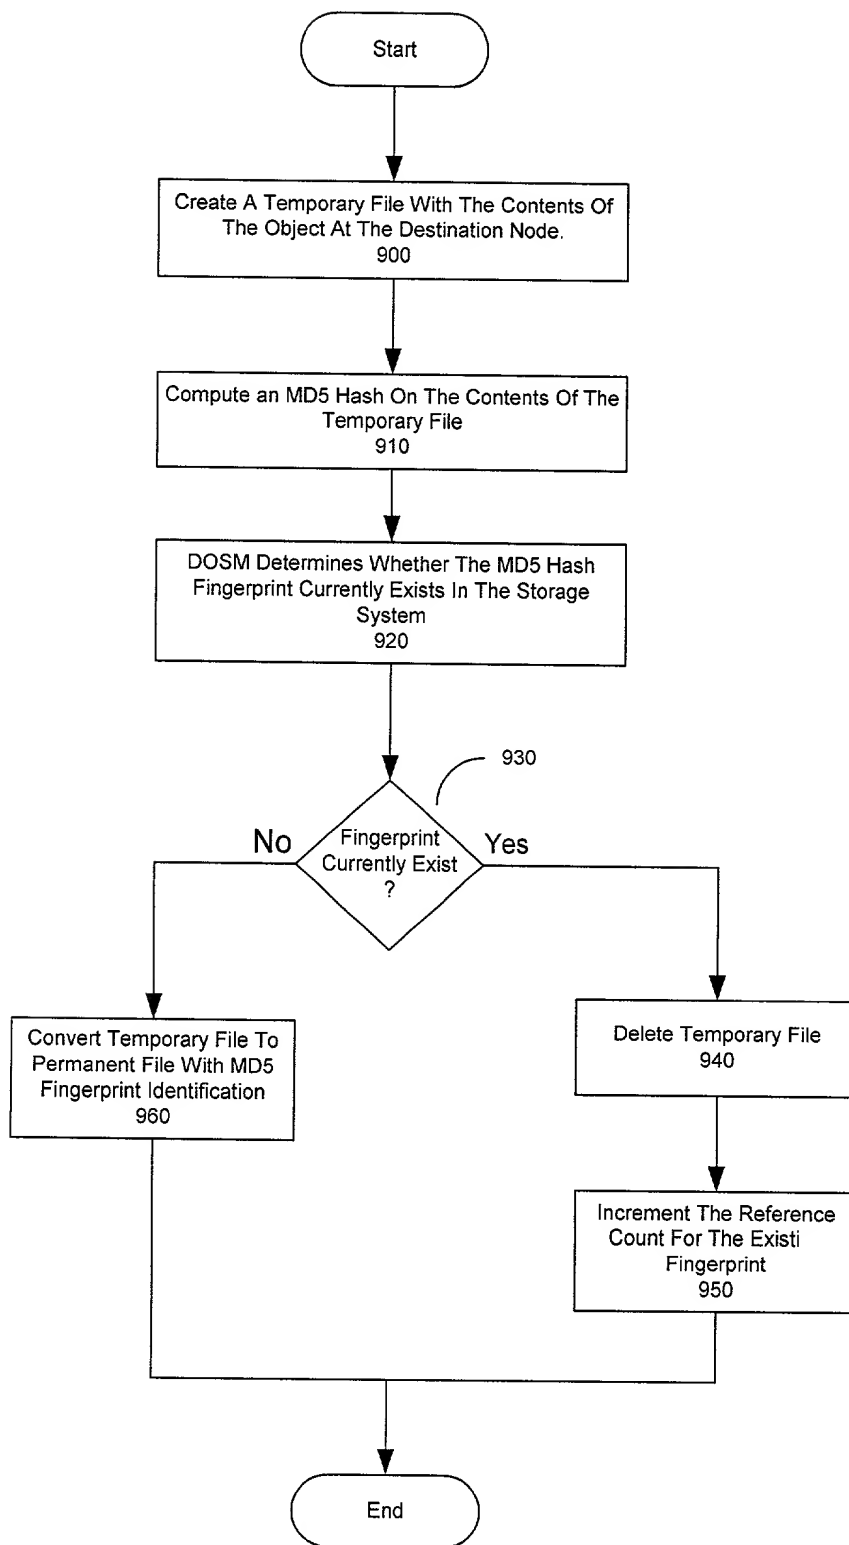 Start
Create A Temporary File With The Contents Of
The Object At The Destination Node.
900
Compute an MD5 Hash On The Contents Of The
Temporary File
910
DOSM Determines Whether The MD5 Hash
Fingerprint Currently Exists In The Storage
System
920
930
No
Fingerprint
Currently Exist
?
Yes
Convert Temporary File To
Permanent File With MD5
Fingerprint Identification
960
Delete Temporary File
940
Increment The Reference
Count For The Existi
Fingerprint
950
End